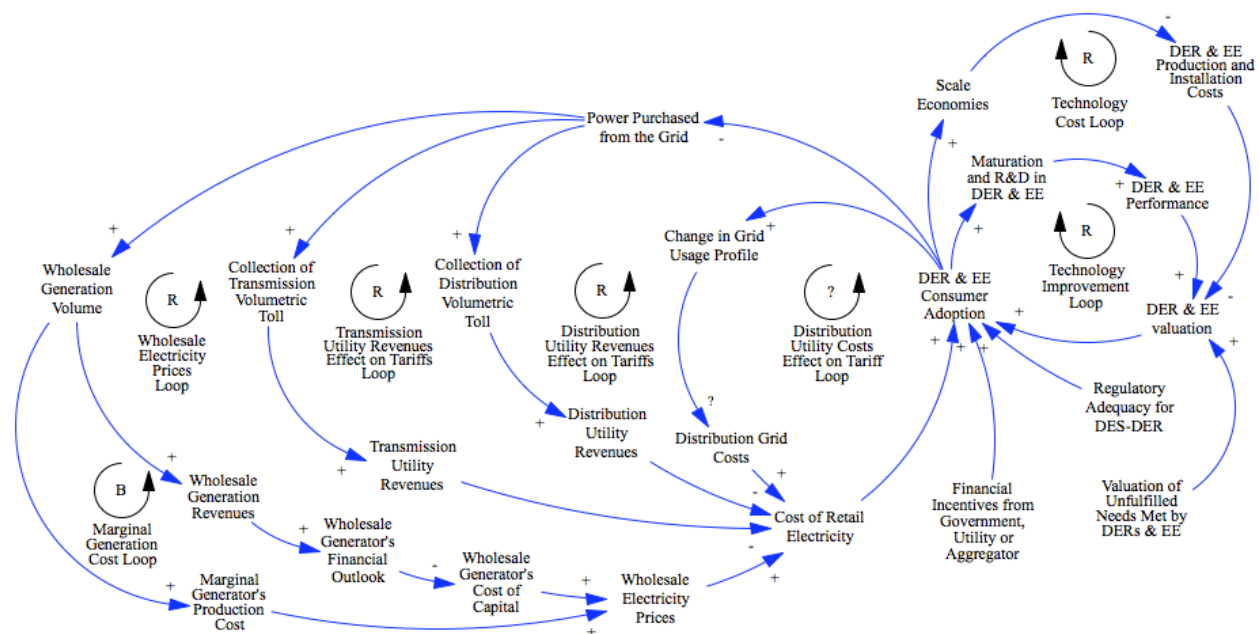 DER & EE
Production and
Installation
Costs
-
R
Technology
Cost Loop
Scale
Economies
+
Power Purchased
from the Grid
-
Maturation
and R&D in
DER & EE
+
+
DER & EE
Performance
R
Technology
Improvement
Loop
+
-
DER & EE
valuation
+
+
DER & EE
Consumer
Adoption
+
+
+
Change in Grid
Usage Profile
+
?
Distribution
Utility Costs
Effect on Tariff
Loop
+
Collection of
Distribution
Volumetric
Toll
R
Distribution
Utility Revenues
Effect on Tariffs
Loop
+
Collection of
Transmission
Volumetric
Toll
R
Transmission
Utility Revenues
Effect on Tariffs
Loop
+
Wholesale
Generation
Volume
R
Wholesale
Electricity
Prices
Loop
Regulatory
Adequacy for
DES-DER
?
Distribution Grid
Costs
+
+
Distribution
Utility
Revenues
-
+
Transmission
Utility
Revenues
-
Cost of Retail
Electricity
+
Financial
Incentives from
Government,
Utility or
Aggregator
Valuation of
Unfulfilled
Needs Met by
DERs & EE
B
Marginal
Generation
Cost Loop
+
Wholesale
Generation
Revenues
+
Wholesale
Generator's
Financial
Outlook
-
Wholesale
Generator's
Cost of
Capital
+
Wholesale
Electricity
Prices
+
+
Marginal
Generator's
Production
Cost